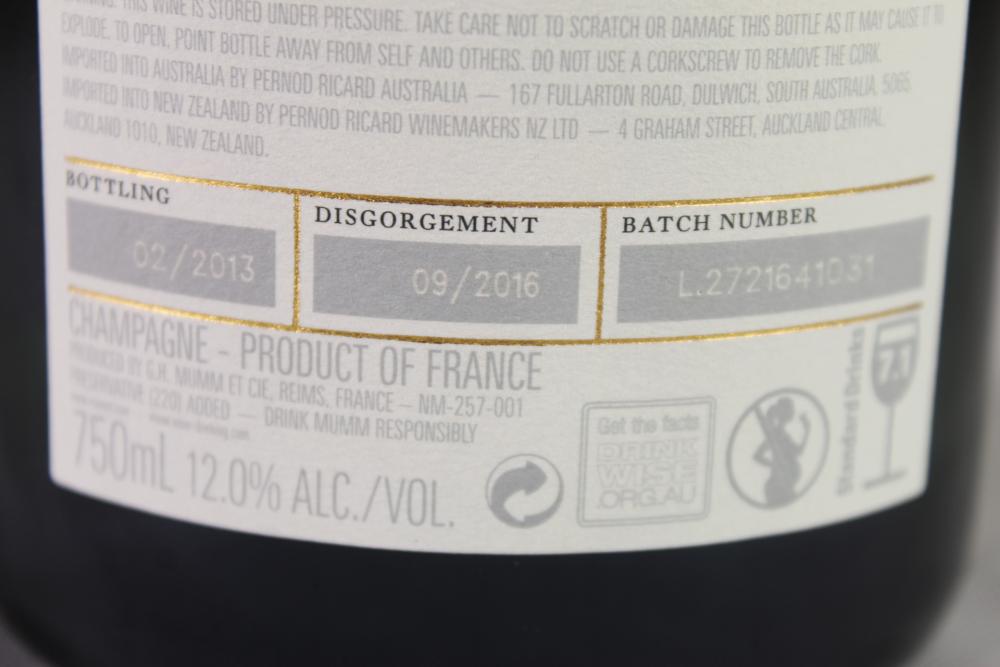 WARNING. THIS WINE IS STORED UNDER PRESSURE. TAKE CARE NOT TO SCRATCH OR DAMAGE THIS BOTTLE AS IT MAY CAUSE IT TO
EXPLODE. TO OPEN, POINT BOTTLE AWAY FROM SELF AND OTHERS. DO NOT USE A CORKSCREW TO REMOVE THE CORK.
IMPORTED INTO AUSTRALIA BY PERNOD RICARD AUSTRALIA — 167 FULLARTON ROAD, DULWICH, SOUTH AUSTRALIA, 5065.
IMPORTED INTO NEW ZEALAND BY PERNOD RICARD WINEMAKERS NZ LTD — 4 GRAHAM STREET, AUCKLAND CENTRAL,
AUCKLAND 1010, NEW ZEALAND.
BOTTLING
02/2013
DISGORGEMENT
09/2016
BATCH NUMBER
L.2721641031
CHAMPAGNE - PRODUCT OF FRANCE
PRODUCED BY G.H. MUMM ET CIE, REIMS, FRANCE – NM-257-001
PRESERVATIVE (220) ADDED — DRINK MUMM RESPONSIBLY
750mL 12.0% ALC./VOL.
Get the facts
DRINK
WISE
.ORG.AU
Standard Drinks
7.1